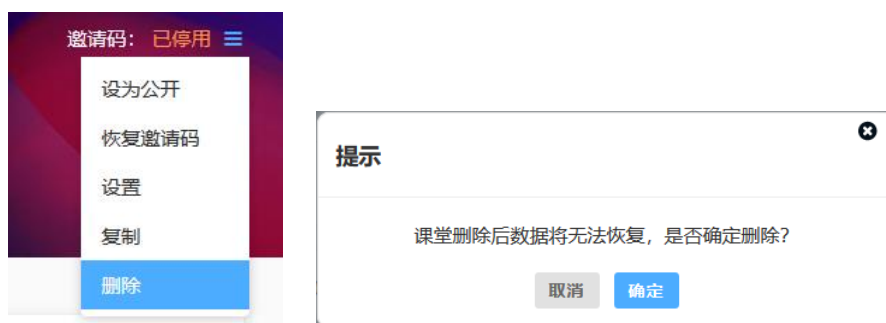 邀请码：已停用
设为公开
恢复邀请码
设置
复制
删除
提示
课堂删除后数据将无法恢复，是否确定删除？
取消 确定